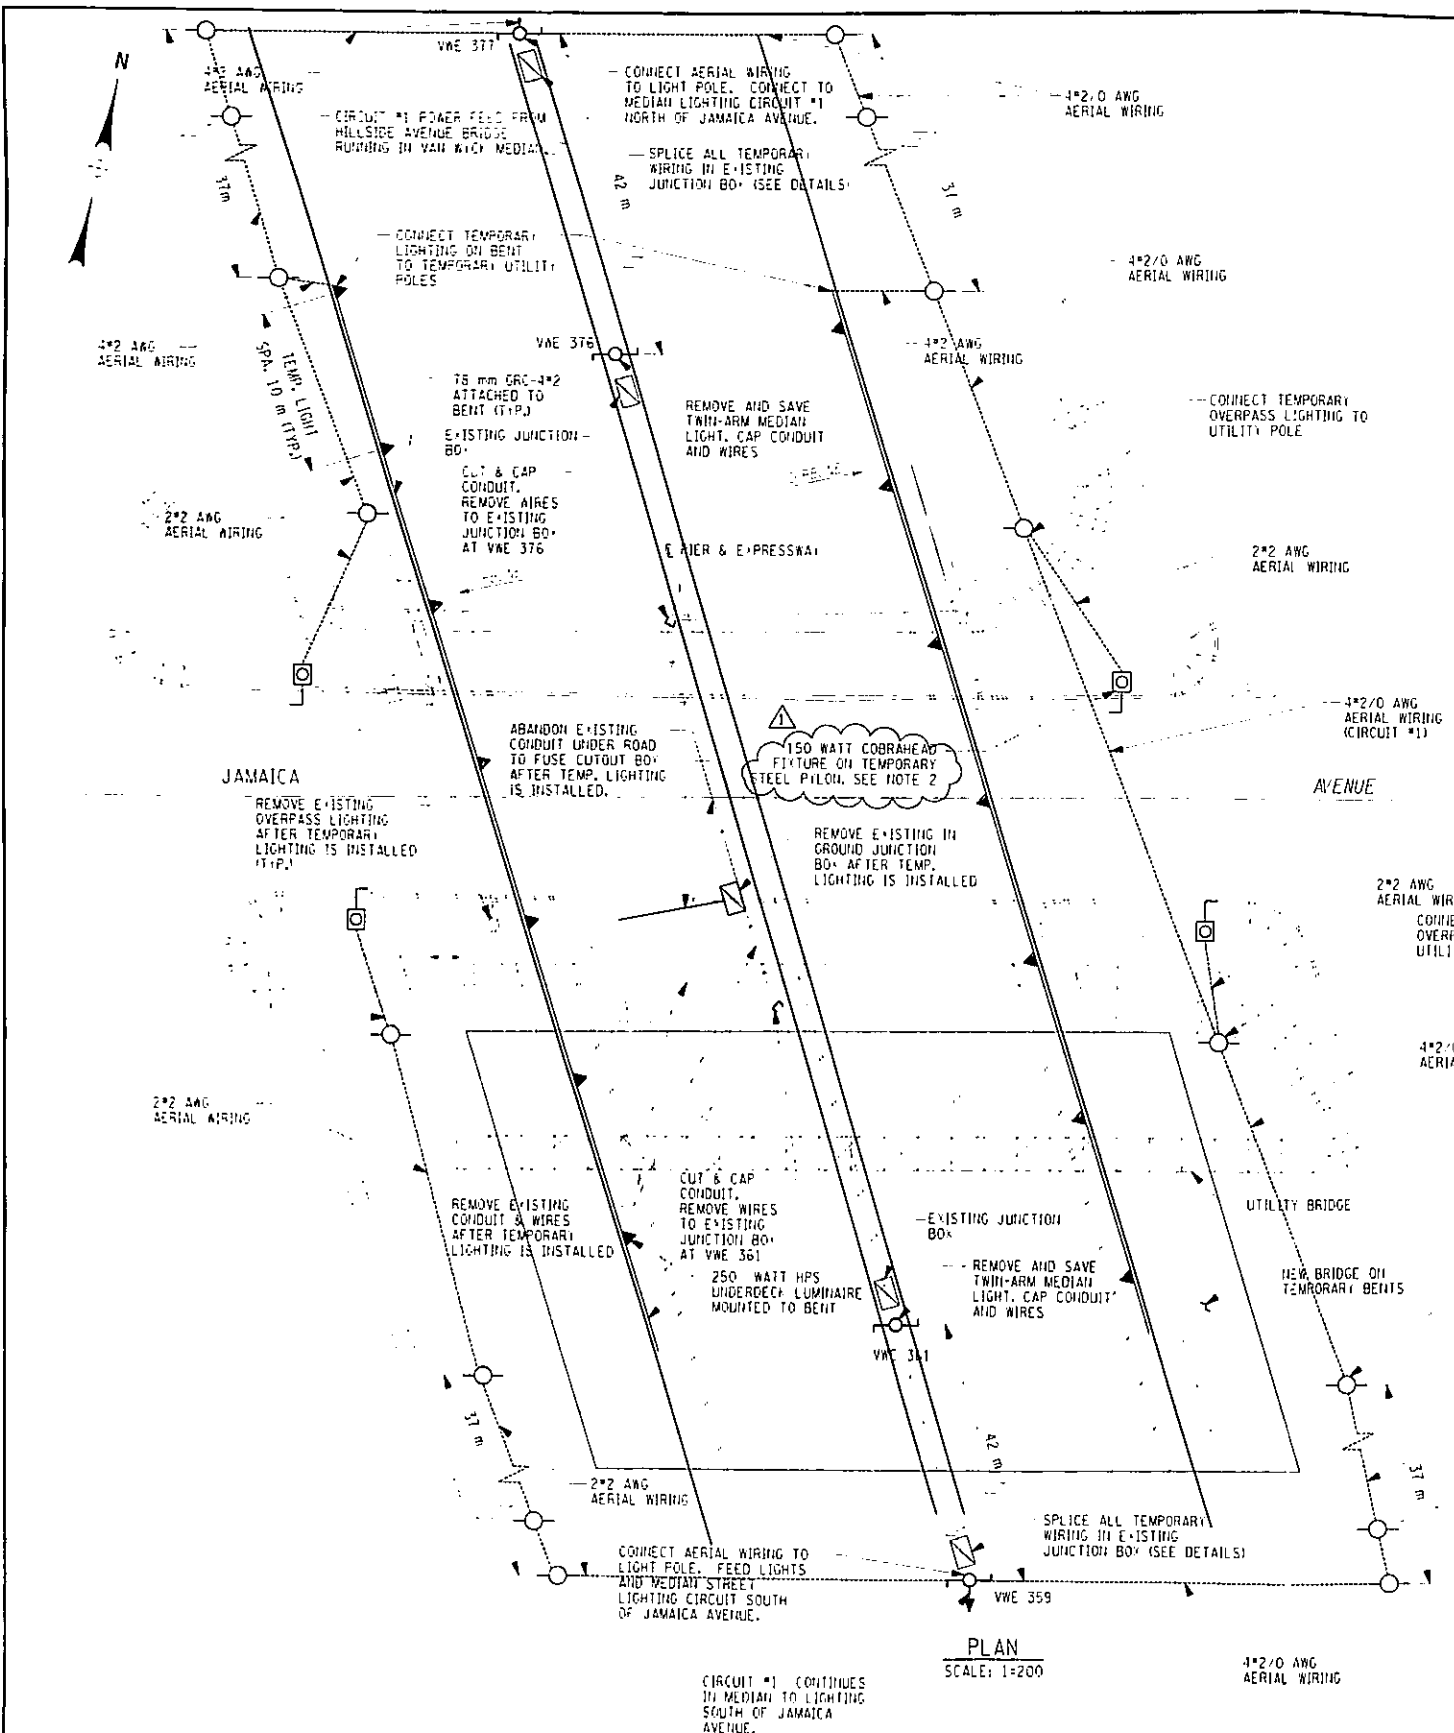 N
VWE 377
4#2 AWG
AERIAL WIRING
CIRCUIT #1 POWER FEED FROM
HILLSIDE AVENUE BRIDGE
RUNNING IN VAN WYCK MEDIAN.
CONNECT AERIAL WIRING
TO LIGHT POLE. CONNECT TO
MEDIAN LIGHTING CIRCUIT #1
NORTH OF JAMAICA AVENUE.
4#2/0 AWG
AERIAL WIRING
SPLICE ALL TEMPORARY
WIRING IN EXISTING
JUNCTION BOX (SEE DETAILS)
37m
42 m
37 m
CONNECT TEMPORARY
LIGHTING ON BENT
TO TEMPORARY UTILITY
POLES
4#2/0 AWG
AERIAL WIRING
4#2 AWG
AERIAL WIRING
TEMP. LIGHT
SPA. 10 m (TYP.)
VWE 376
4#2 AWG
AERIAL WIRING
78 mm GRC-4#2
ATTACHED TO
BENT (TYP.)
REMOVE AND SAVE
TWIN-ARM MEDIAN
LIGHT. CAP CONDUIT
AND WIRES
CONNECT TEMPORARY
OVERPASS LIGHTING TO
UTILITY POLE
EXISTING JUNCTION
BOX
CUT & CAP
CONDUIT.
REMOVE WIRES
TO EXISTING
JUNCTION BOX
AT VWE 376
2#2 AWG
AERIAL WIRING
℄ PIER & EXPRESSWAY
2#2 AWG
AERIAL WIRING
4#2/0 AWG
AERIAL WIRING
(CIRCUIT #1)
ABANDON EXISTING
CONDUIT UNDER ROAD
TO FUSE CUTOUT BOX
AFTER TEMP. LIGHTING
IS INSTALLED.
1
150 WATT COBRAHEAD
FIXTURE ON TEMPORARY
STEEL PYLON. SEE NOTE 2
JAMAICA
AVENUE
REMOVE EXISTING
OVERPASS LIGHTING
AFTER TEMPORARY
LIGHTING IS INSTALLED
(TYP.)
REMOVE EXISTING IN
GROUND JUNCTION
BOX AFTER TEMP.
LIGHTING IS INSTALLED
2#2 AWG
AERIAL WIR
CONNE
OVERP
UTILI
4#2/0
AERIA
2#2 AWG
AERIAL WIRING
REMOVE EXISTING
CONDUIT & WIRES
AFTER TEMPORARY
LIGHTING IS INSTALLED
CUT & CAP
CONDUIT.
REMOVE WIRES
TO EXISTING
JUNCTION BOX
AT VWE 361
250 WATT HPS
UNDERDECK LUMINAIRE
MOUNTED TO BENT
EXISTING JUNCTION
BOX
REMOVE AND SAVE
TWIN-ARM MEDIAN
LIGHT. CAP CONDUIT
AND WIRES
UTILITY BRIDGE
NEW BRIDGE ON
TEMPORARY BENTS
VWE 361
37 m
42 m
37 m
2#2 AWG
AERIAL WIRING
SPLICE ALL TEMPORARY
WIRING IN EXISTING
JUNCTION BOX (SEE DETAILS)
CONNECT AERIAL WIRING TO
LIGHT POLE. FEED LIGHTS
AND MEDIAN STREET
LIGHTING CIRCUIT SOUTH
OF JAMAICA AVENUE.
VWE 359
PLAN
SCALE: 1=200
4#2/0 AWG
AERIAL WIRING
CIRCUIT #1 CONTINUES
IN MEDIAN TO LIGHTING
SOUTH OF JAMAICA
AVENUE.